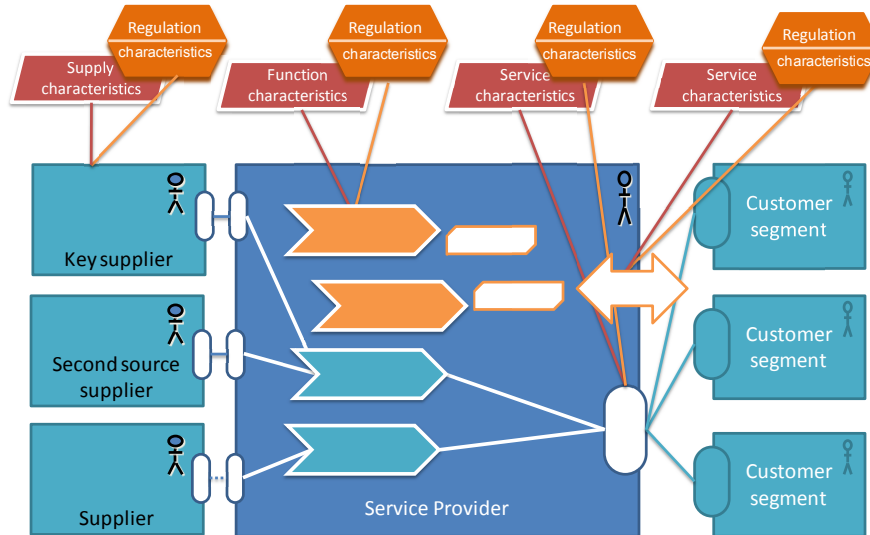 Regulation
characteristics
Regulation
characteristics
Regulation
characteristics
Regulation
characteristics
Supply
characteristics
Function
characteristics
Service
characteristics
Service
characteristics
Key supplier
Second source
supplier
Supplier
Service Provider
Customer
segment
Customer
segment
Customer
segment